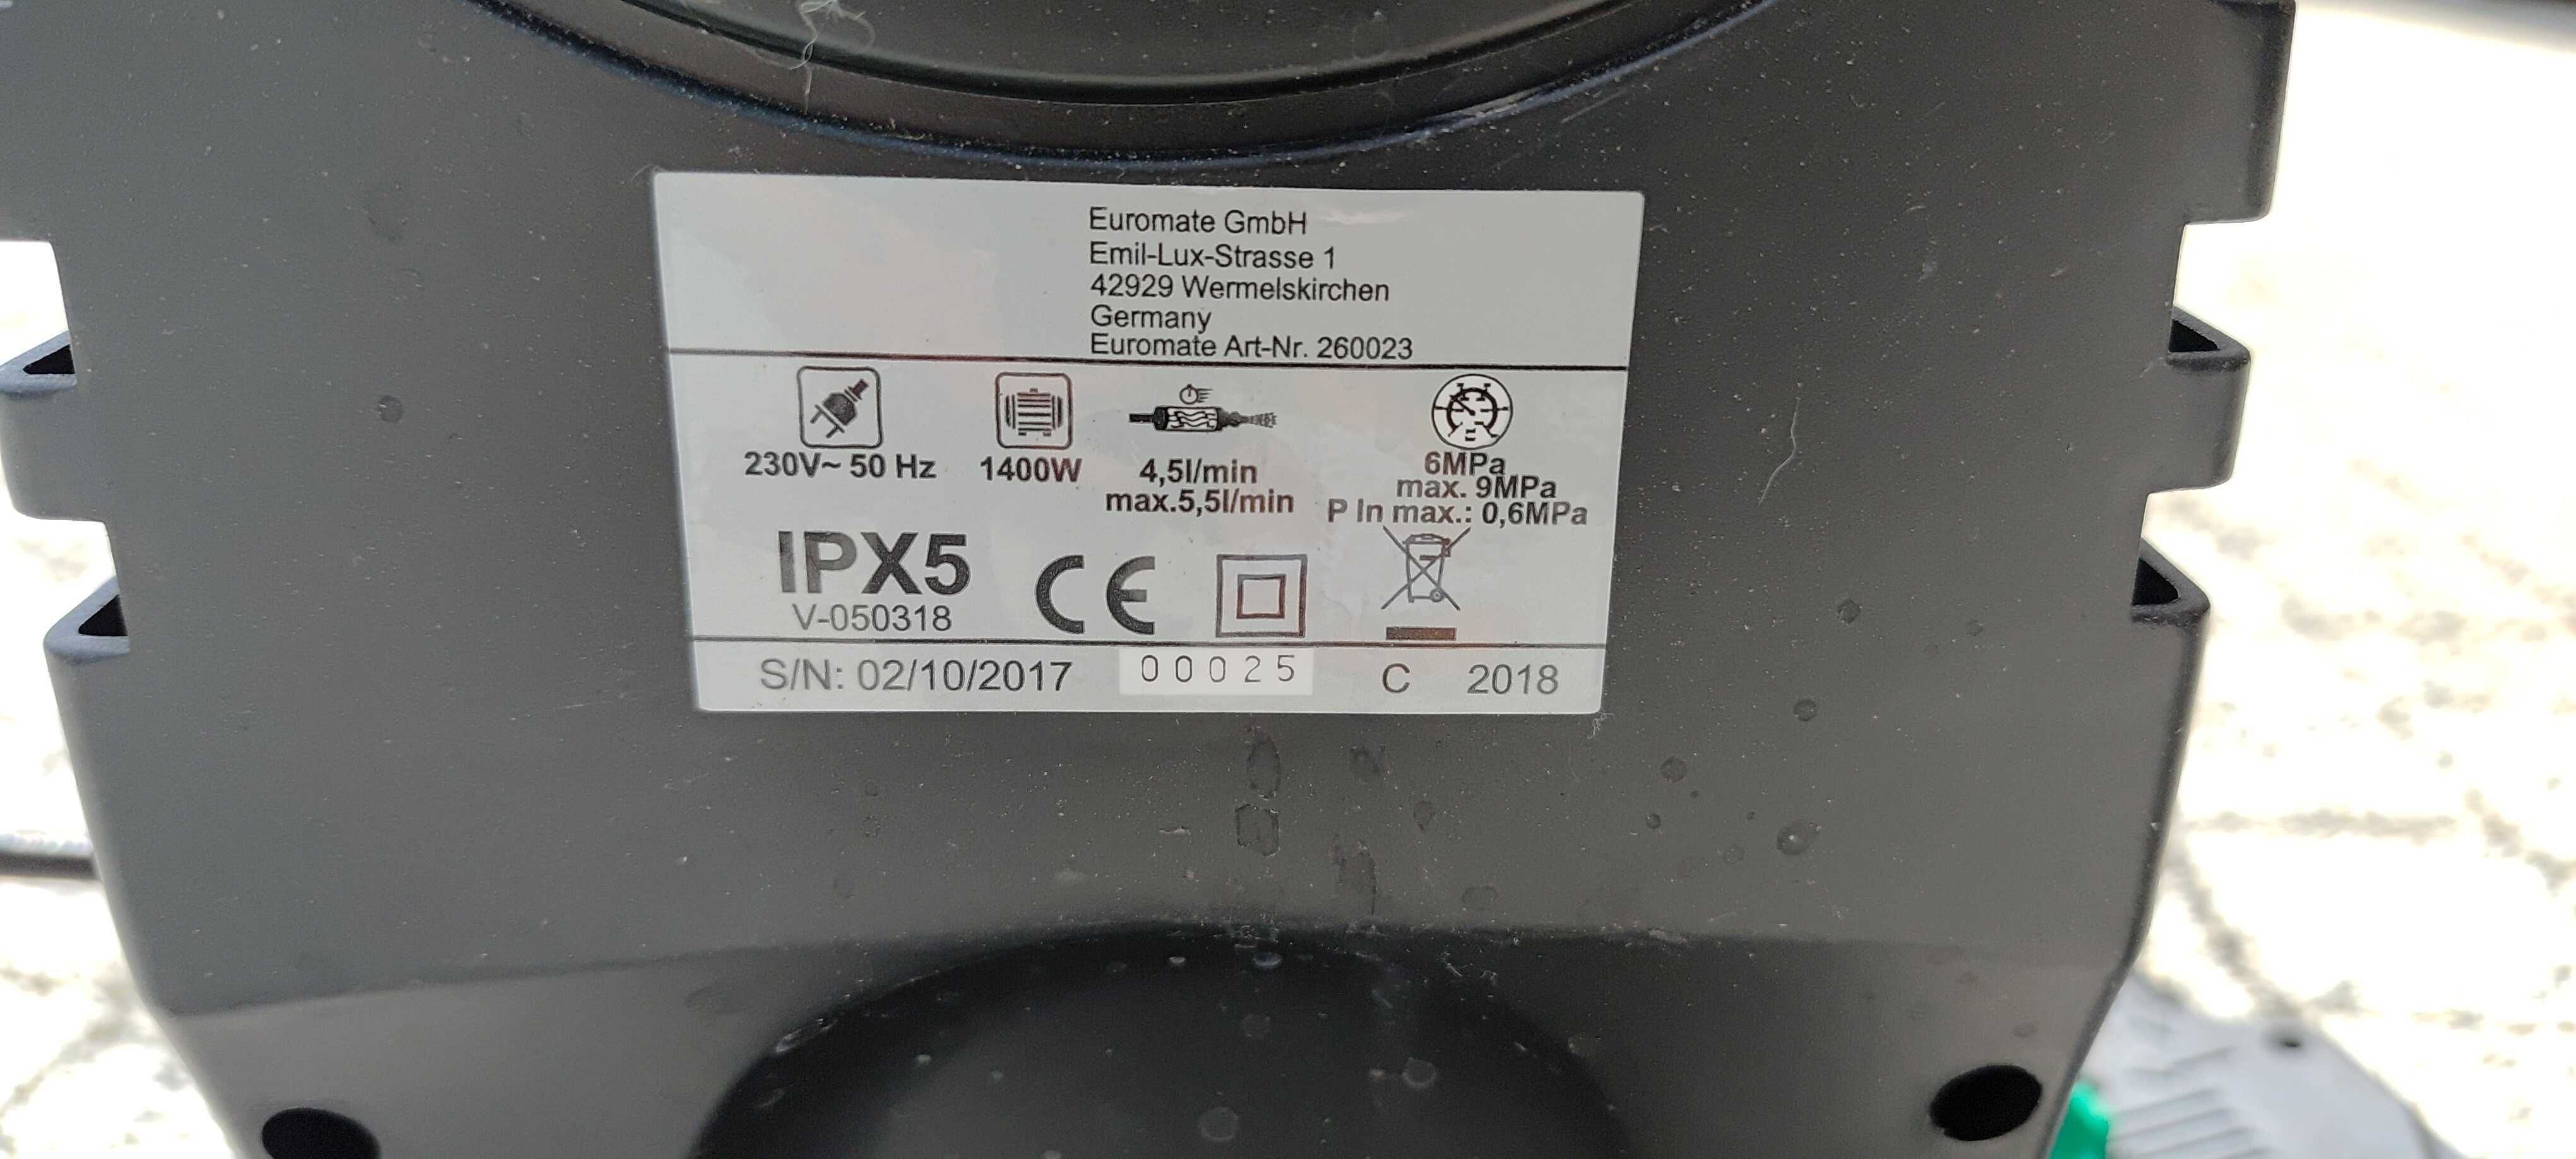 Euromate GmbH
Emil-Lux-Strasse 1
42929 Wermelskirchen
Germany
Euromate Art-Nr. 260023
230V~ 50 Hz
1400W
4,5l/min
max.5,5l/min
6MPa
max. 9MPa
P In max.: 0,6MPa
IPX5
V-050318
CE
S/N: 02/10/2017 00025 C 2018